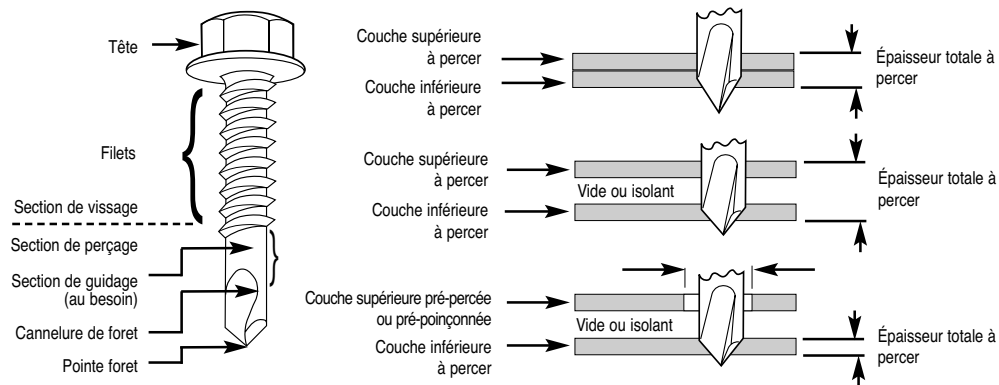 Tête
Filets
Section de vissage
Section de perçage
Section de guidage
(au besoin)
Cannelure de foret
Pointe foret
Couche supérieure
à percer
Couche inférieure
à percer
Épaisseur totale à
percer
Couche supérieure
à percer
Vide ou isolant
Couche inférieure
à percer
Épaisseur totale à
percer
Couche supérieure pré-percée
ou pré-poinçonnée
Vide ou isolant
Couche inférieure
à percer
Épaisseur totale à
percer